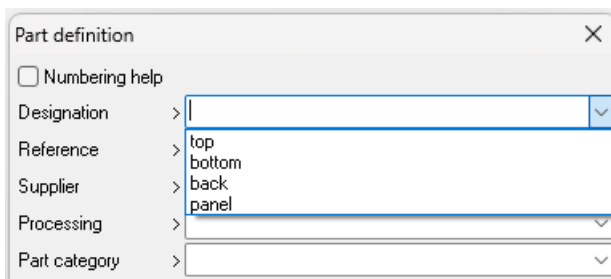 Part definition
Numbering help
Designation
top
Reference
bottom
Supplier
back
panel
Processing
Part category